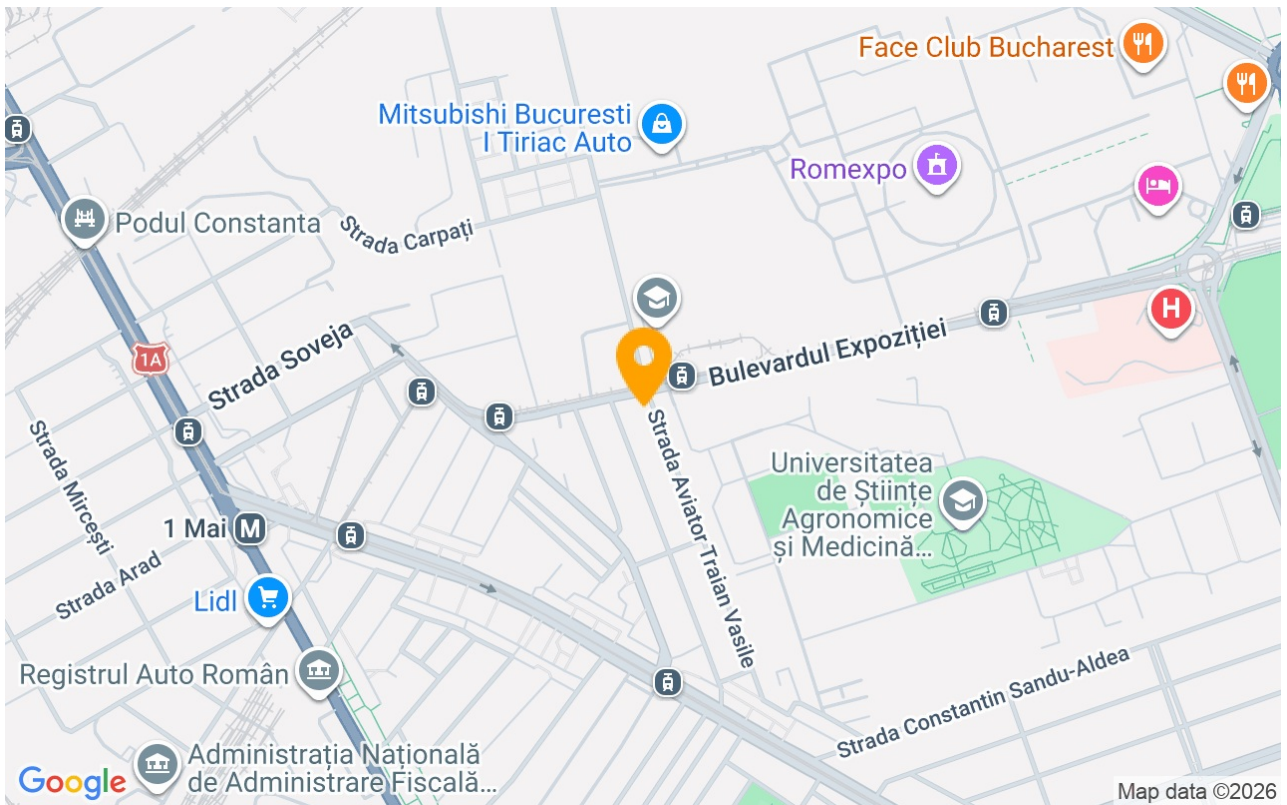 Face Club Bucharest
Mitsubishi Bucuresti
I Tiriac Auto
Romexpo
Podul Constanta
Strada Carpați
1A
Strada Soveja
H
Bulevardul Expoziției
Strada Mircești
Strada Aviator Traian Vasile
Universitatea
de Științe
Agronomice
și Medicină...
1 Mai
M
Strada Arad
Lidl
Registrul Auto Român
Strada Constantin Sandu-Aldea
Administrația Națională
de Administrare Fiscală...
Google
Map data ©2026